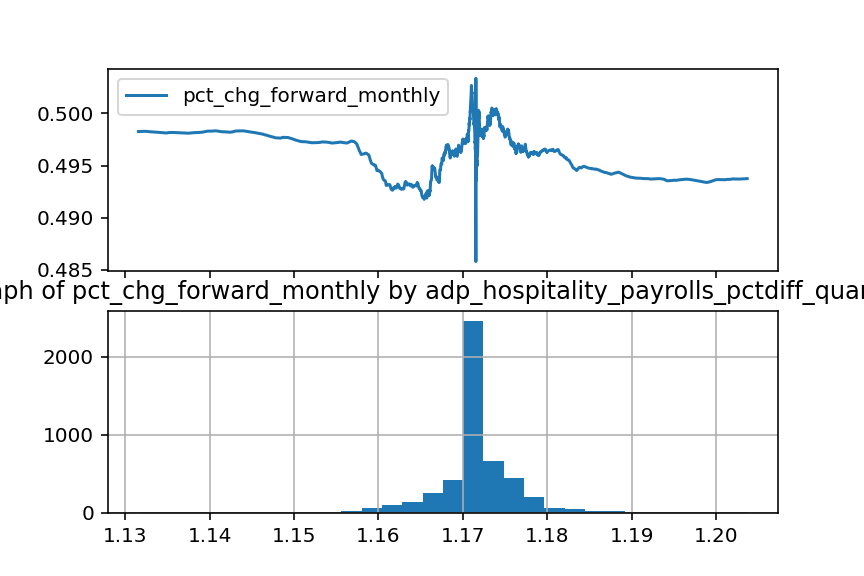 pct_chg_forward_monthly
0.500
0.495
0.490
0.485
ph of pct_chg_forward_monthly by adp_hospitality_payrolls_pctdiff_quar
2000
1000
0
1.13 1.14 1.15 1.16 1.17 1.18 1.19 1.20